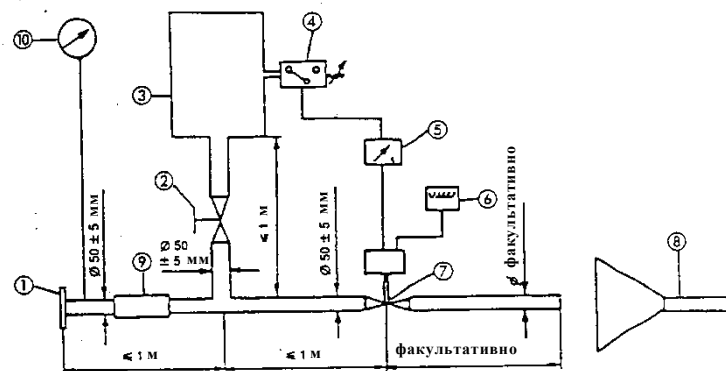 ⑩
④
③
⑤
②
⑥
Ø 50 ± 5 мм
Ø 50 ± 5 мм
⩽ 1 м
Ø 50 ± 5 мм
ϕ факультативно
⑦
⑧
①
⑨
⩽ 1 м
⩽ 1 м
факультативно